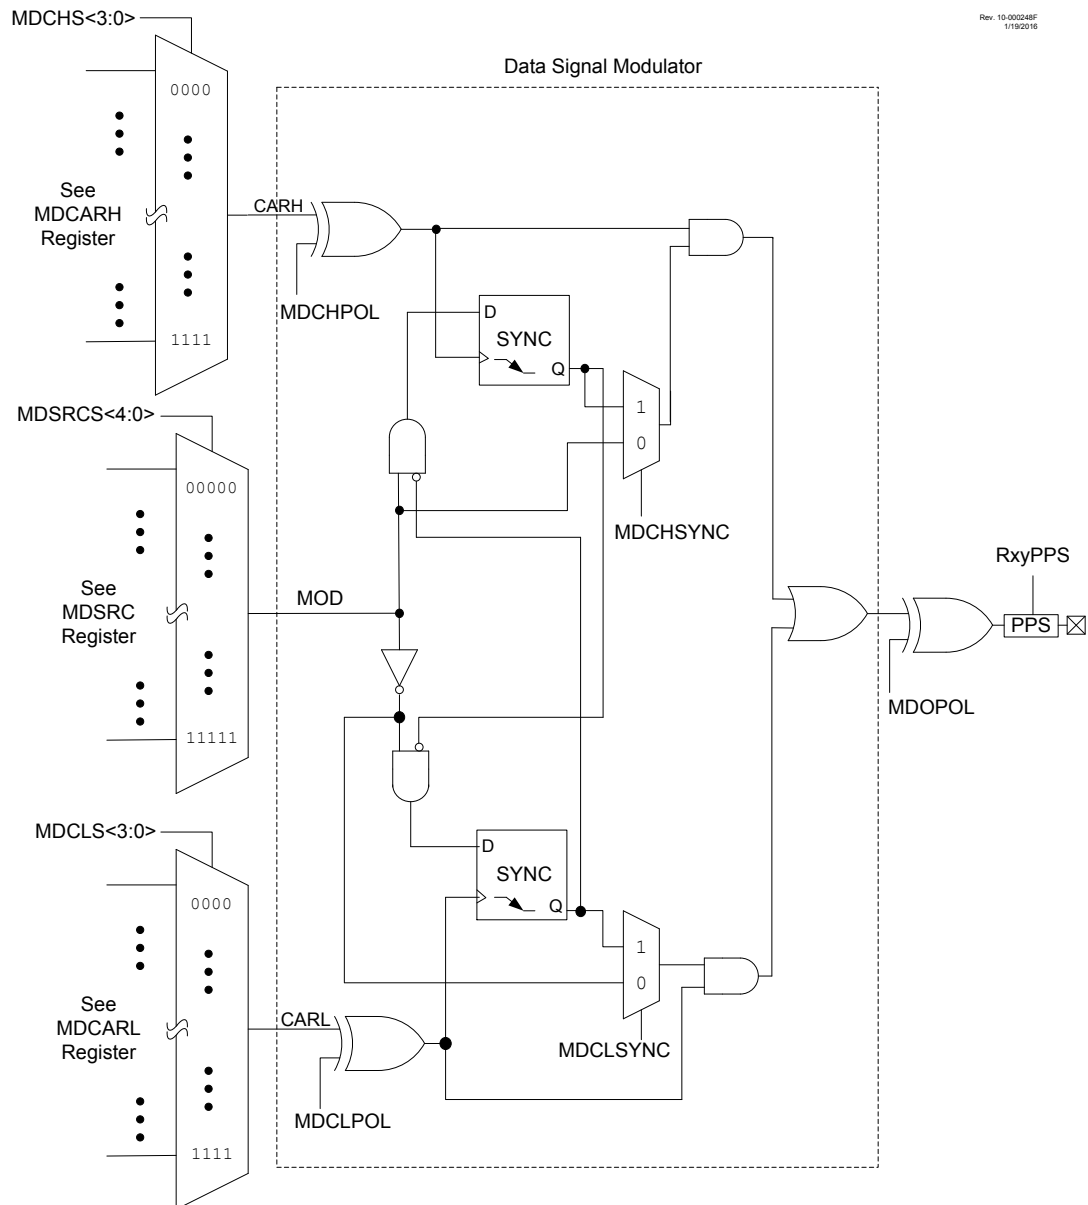 MDCHS<3:0>
Rev. 10-000248F
1/19/2016
Data Signal Modulator
0000
See
MDCARH
Register
CARH
MDCHPOL
1111
D
SYNC
Q
1
0
MDCHSYNC
MDSRCS<4:0>
00000
See
MDSRC
Register
MOD
11111
RxyPPS
PPS
MDOPOL
MDCLS<3:0>
0000
D
SYNC
Q
1
0
MDCLSYNC
See
MDCARL
Register
CARL
MDCLPOL
1111